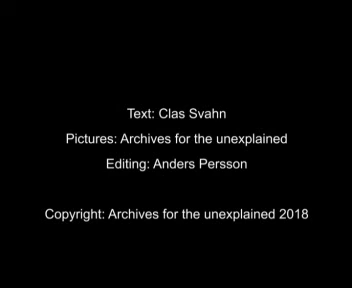 Text: Clas Svahn
Pictures: Archives for the unexplained
Editing: Anders Persson
Copyright: Archives for the unexplained 2018